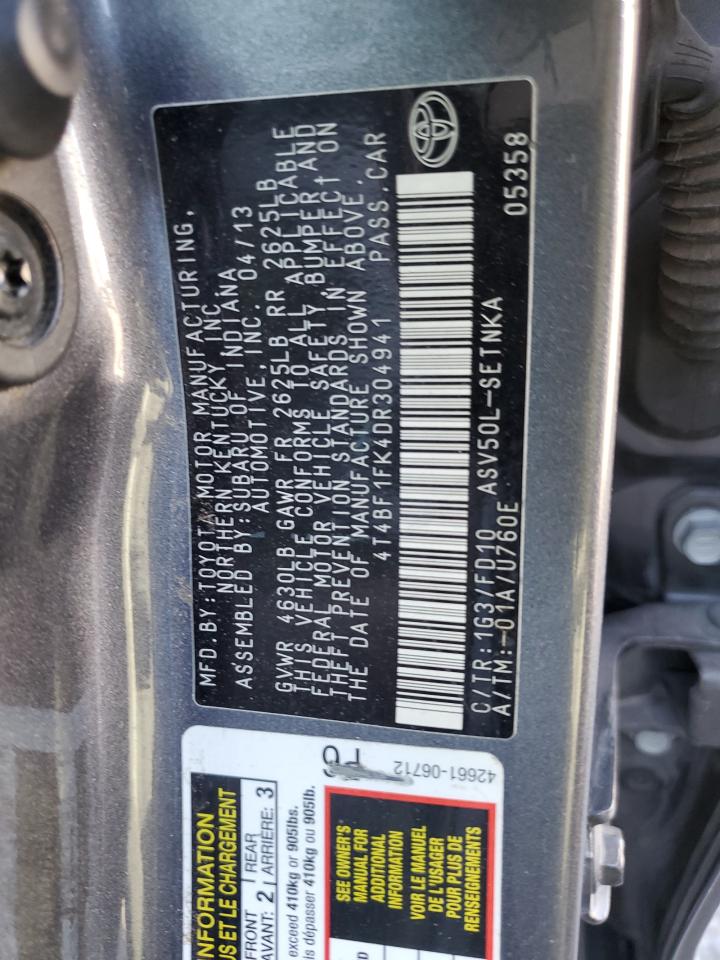 MFD.BY:TOYOTA MOTOR MANUFACTURING,
NORTHERN KENTUCKY INC.
ASSEMBLED BY:SUBARU OF INDIANA
AUTOMOTIVE,INC. 04/13
GVWR 4630LB GAWR FR 2625LB RR 2625LB
THIS VEHICLE CONFORMS TO ALL APPLICABLE
FEDERAL MOTOR VEHICLE SAFETY, BUMPER AND
THEFT PREVENTION STANDARDS IN EFFECT ON
THE DATE OF MANUFACTURE SHOWN ABOVE.
4T4BF1FK4DR304941 PASS.CAR
C/TR:1G3/FD10 ASV50L-SETNKA
A/TM:-01A/U760E 05358
42661-06712
INFORMATION
US ET LE CHARGEMENT
FRONT
AVANT: 2
REAR
ARRIÈRE: 3
exceed 410kg or 905lbs.
is dépasser 410kg ou 905lb.
SEE OWNER'S
MANUAL FOR
ADDITIONAL
INFORMATION
VOIR LE MANUEL
DE L'USAGER
POUR PLUS DE
RENSEIGNEMENTS